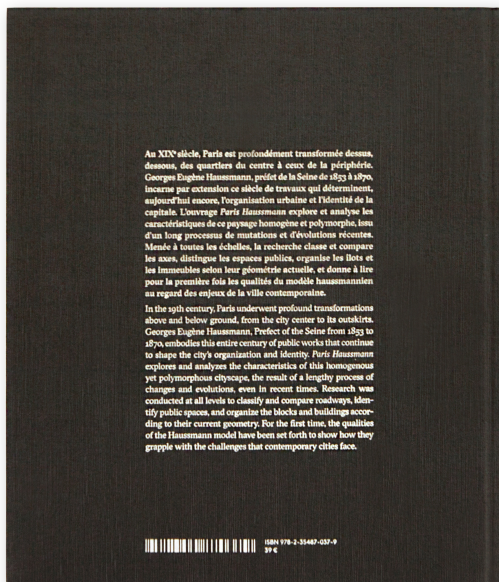 Au XIXᵉ siècle, Paris est profondément transformée dessus,
dessous, des quartiers du centre à ceux de la périphérie.
Georges Eugène Haussmann, préfet de la Seine de 1853 à 1870,
incarne par extension ce siècle de travaux qui déterminent,
aujourd'hui encore, l'organisation urbaine et l'identité de la
capitale. L'ouvrage Paris Haussmann explore et analyse les
caractéristiques de ce paysage homogène et polymorphe, issu
d'un long processus de mutations et d'évolutions récentes.
Menée à toutes les échelles, la recherche classe et compare
les axes, distingue les espaces publics, organise les îlots et
les immeubles selon leur géométrie actuelle, et donne à lire
pour la première fois les qualités du modèle haussmannien
au regard des enjeux de la ville contemporaine.
In the 19th century, Paris underwent profound transformations
above and below ground, from the city center to its outskirts.
Georges Eugène Haussmann, Prefect of the Seine from 1853 to
1870, embodies this entire century of public works that continue
to shape the city's organization and identity. Paris Haussmann
explores and analyzes the characteristics of this homogenous
yet polymorphous cityscape, the result of a lengthy process of
changes and evolutions, even in recent times. Research was
conducted at all levels to classify and compare roadways, iden-
tify public spaces, and organize the blocks and buildings accor-
ding to their current geometry. For the first time, the qualities
of the Haussmann model have been set forth to show how they
grapple with the challenges that contemporary cities face.
ISBN 978-2-35487-037-9
39 €